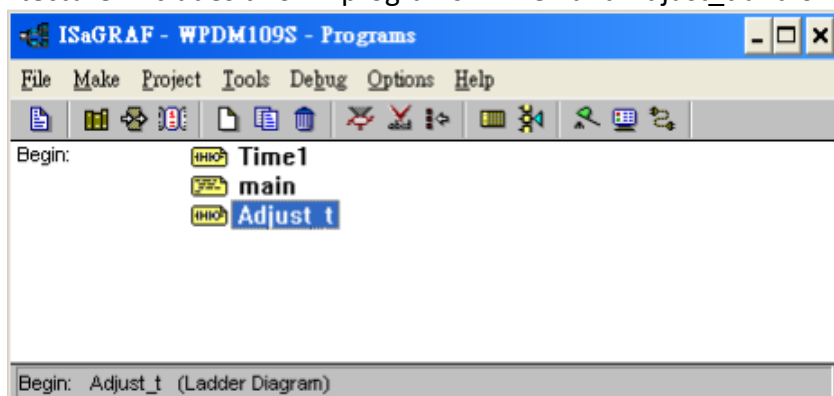 ISaGRAF - WPDM109S - Programs
File Make Project Tools Debug Options Help
Begin: Time1
main
Adjust_t
Begin: Adjust_t (Ladder Diagram)